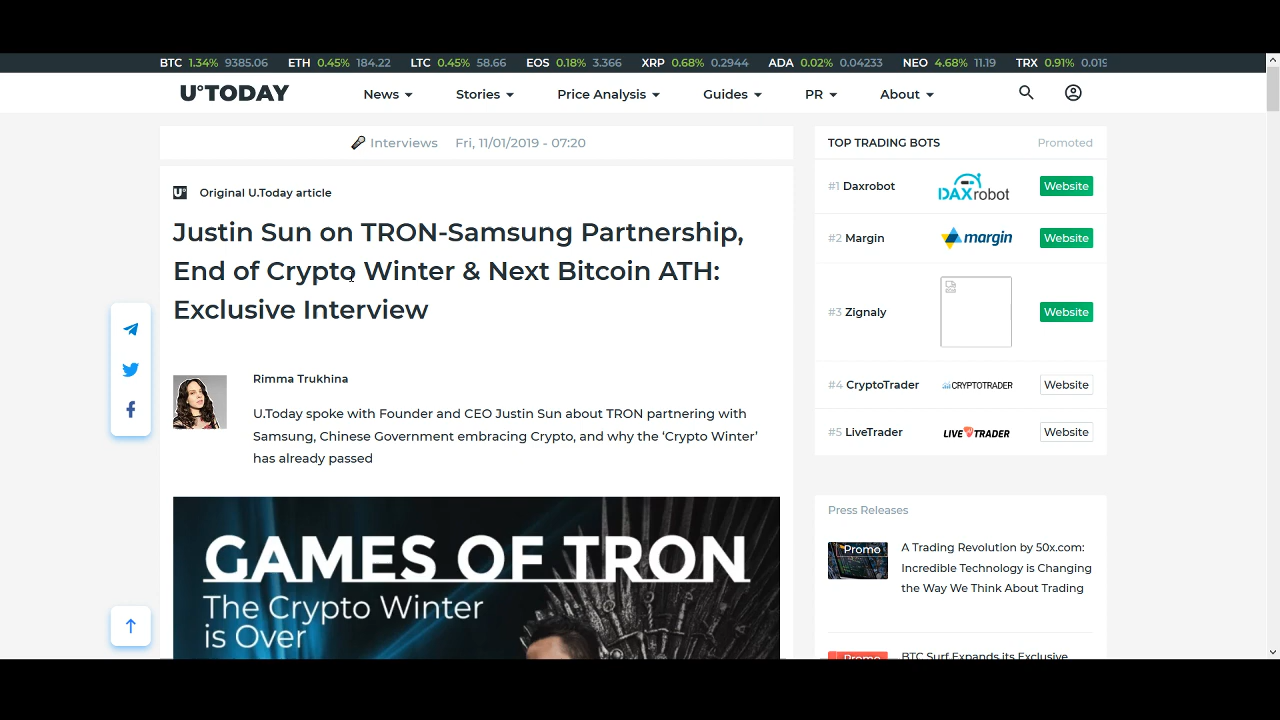 BTC 1.34% 9385.06 ETH 0.45% 184.22 LTC 0.45% 58.66 EOS 0.18% 3.366 XRP 0.68% 0.2944 ADA 0.02% 0.04233 NEO 4.68% 11.19 TRX 0.91%
U°TODAY News Stories Price Analysis Guides PR About
Interviews Fri, 11/01/2019 - 07:20
Original U.Today article
Justin Sun on TRON-Samsung Partnership,
End of Crypto Winter & Next Bitcoin ATH:
Exclusive Interview
Rimma Trukhina
U.Today spoke with Founder and CEO Justin Sun about TRON partnering with
Samsung, Chinese Government embracing Crypto, and why the ‘Crypto Winter’
has already passed
GAMES OF TRON
The Crypto Winter
is Over
TOP TRADING BOTS Promoted
#1 Daxrobot DAXrobot Website
#2 Margin margin Website
#3 Zignaly Website
#4 CryptoTrader CRYPTOTRADER Website
#5 LiveTrader LIVE TRADER Website
Press Releases
Promo
A Trading Revolution by 50x.com:
Incredible Technology is Changing
the Way We Think About Trading
Promo
BTC Surf Expands its Exclusive